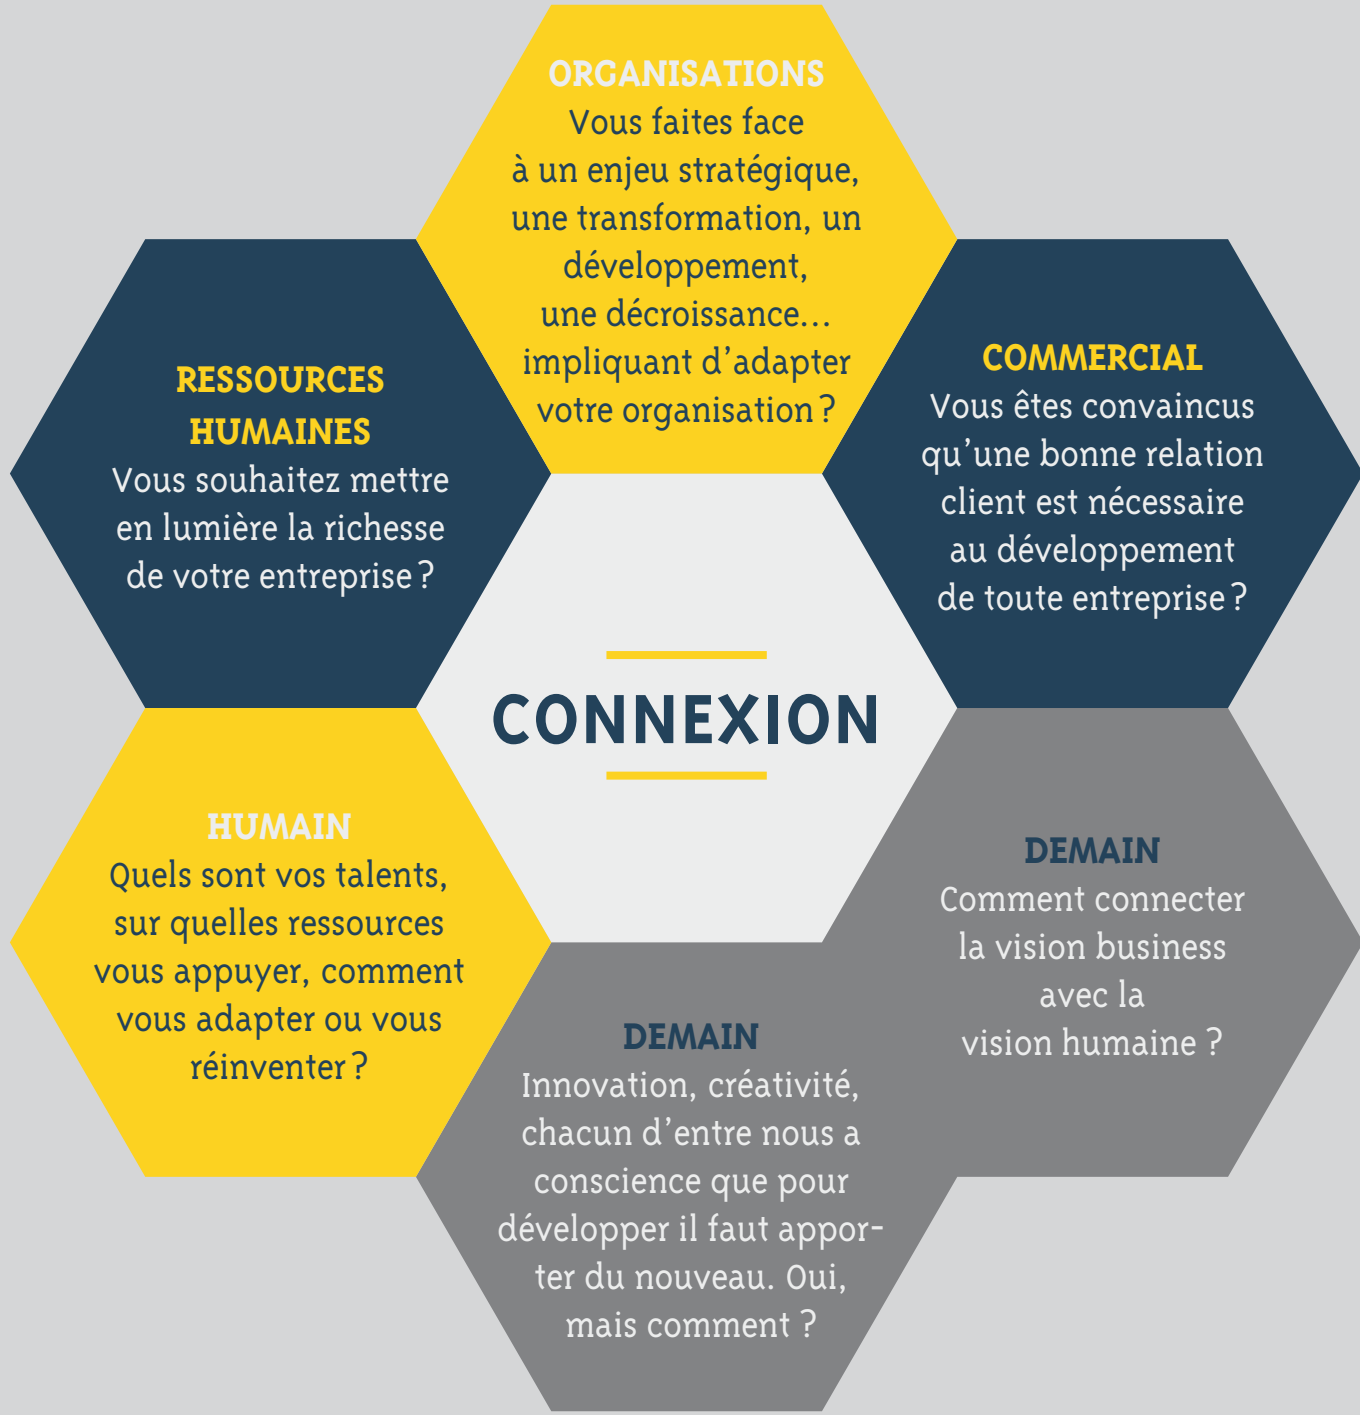 ORGANISATIONS
Vous faites face
à un enjeu stratégique,
une transformation, un
développement,
une décroissance...
impliquant d’adapter
votre organisation ?
RESSOURCES
HUMAINES
Vous souhaitez mettre
en lumière la richesse
de votre entreprise ?
COMMERCIAL
Vous êtes convaincus
qu’une bonne relation
client est nécessaire
au développement
de toute entreprise ?
CONNEXION
HUMAIN
Quels sont vos talents,
sur quelles ressources
vous appuyer, comment
vous adapter ou vous
réinventer ?
DEMAIN
Comment connecter
la vision business
avec la
vision humaine ?
DEMAIN
Innovation, créativité,
chacun d’entre nous a
conscience que pour
développer il faut appor-
ter du nouveau. Oui,
mais comment ?